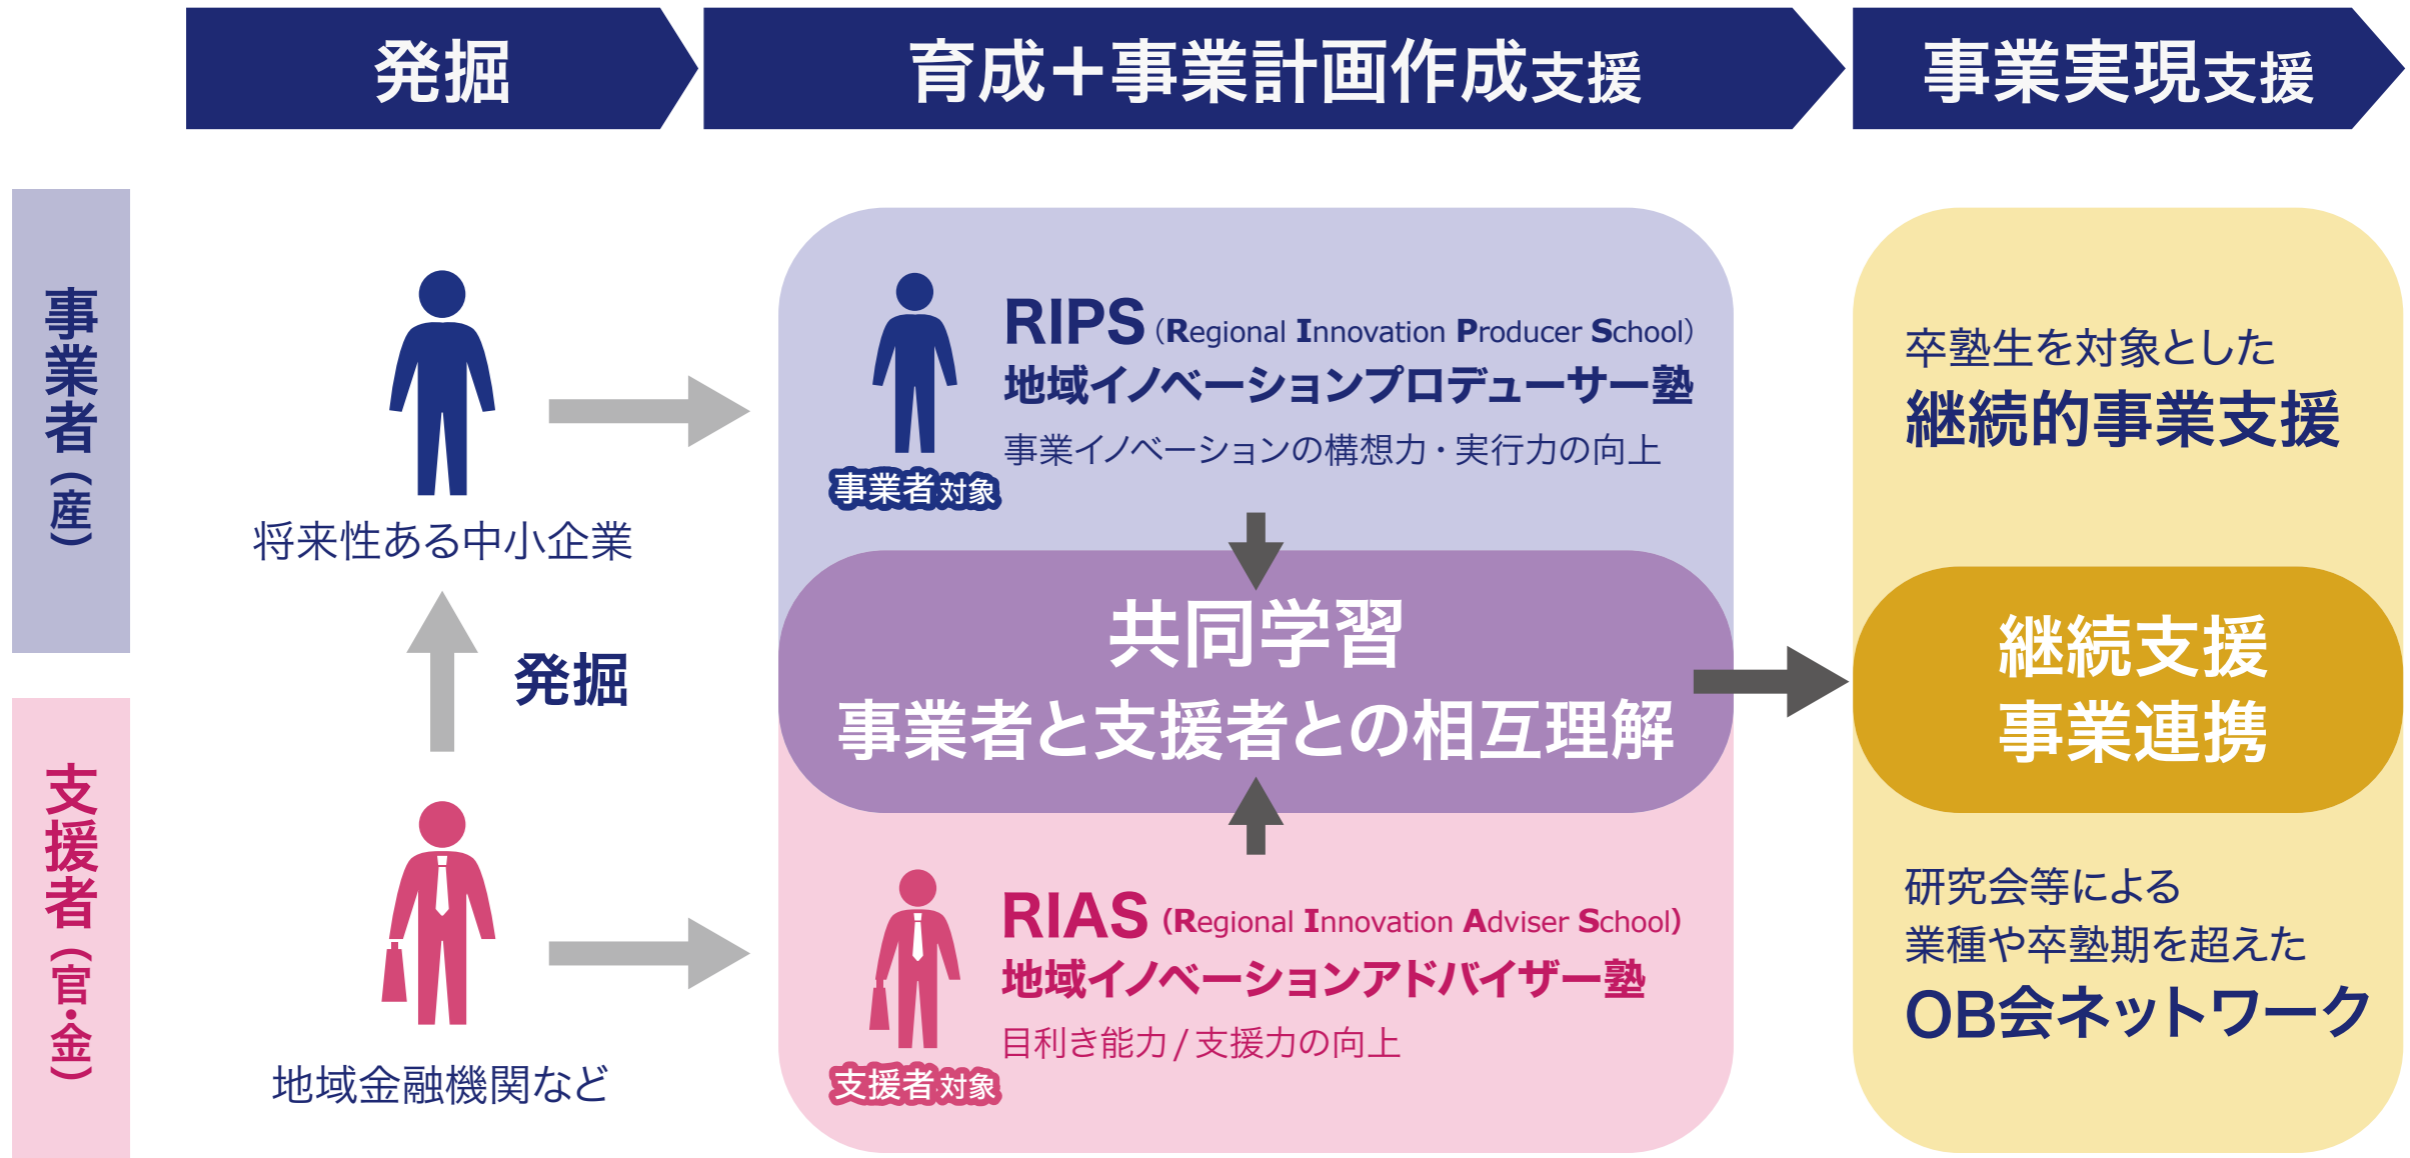 発掘
育成＋事業計画作成支援
事業実現支援
事業者（産）
将来性ある中小企業
発掘
支援者（官・金）
地域金融機関など
RIPS（Regional Innovation Producer School）
地域イノベーションプロデューサー塾
事業イノベーションの構想力・実行力の向上
事業者対象
共同学習
事業者と支援者との相互理解
RIAS (Regional Innovation Adviser School)
地域イノベーションアドバイザー塾
目利き能力/支援力の向上
支援者対象
卒塾生を対象とした
継続的事業支援
継続支援
事業連携
研究会等による
業種や卒塾期を超えた
OB会ネットワーク